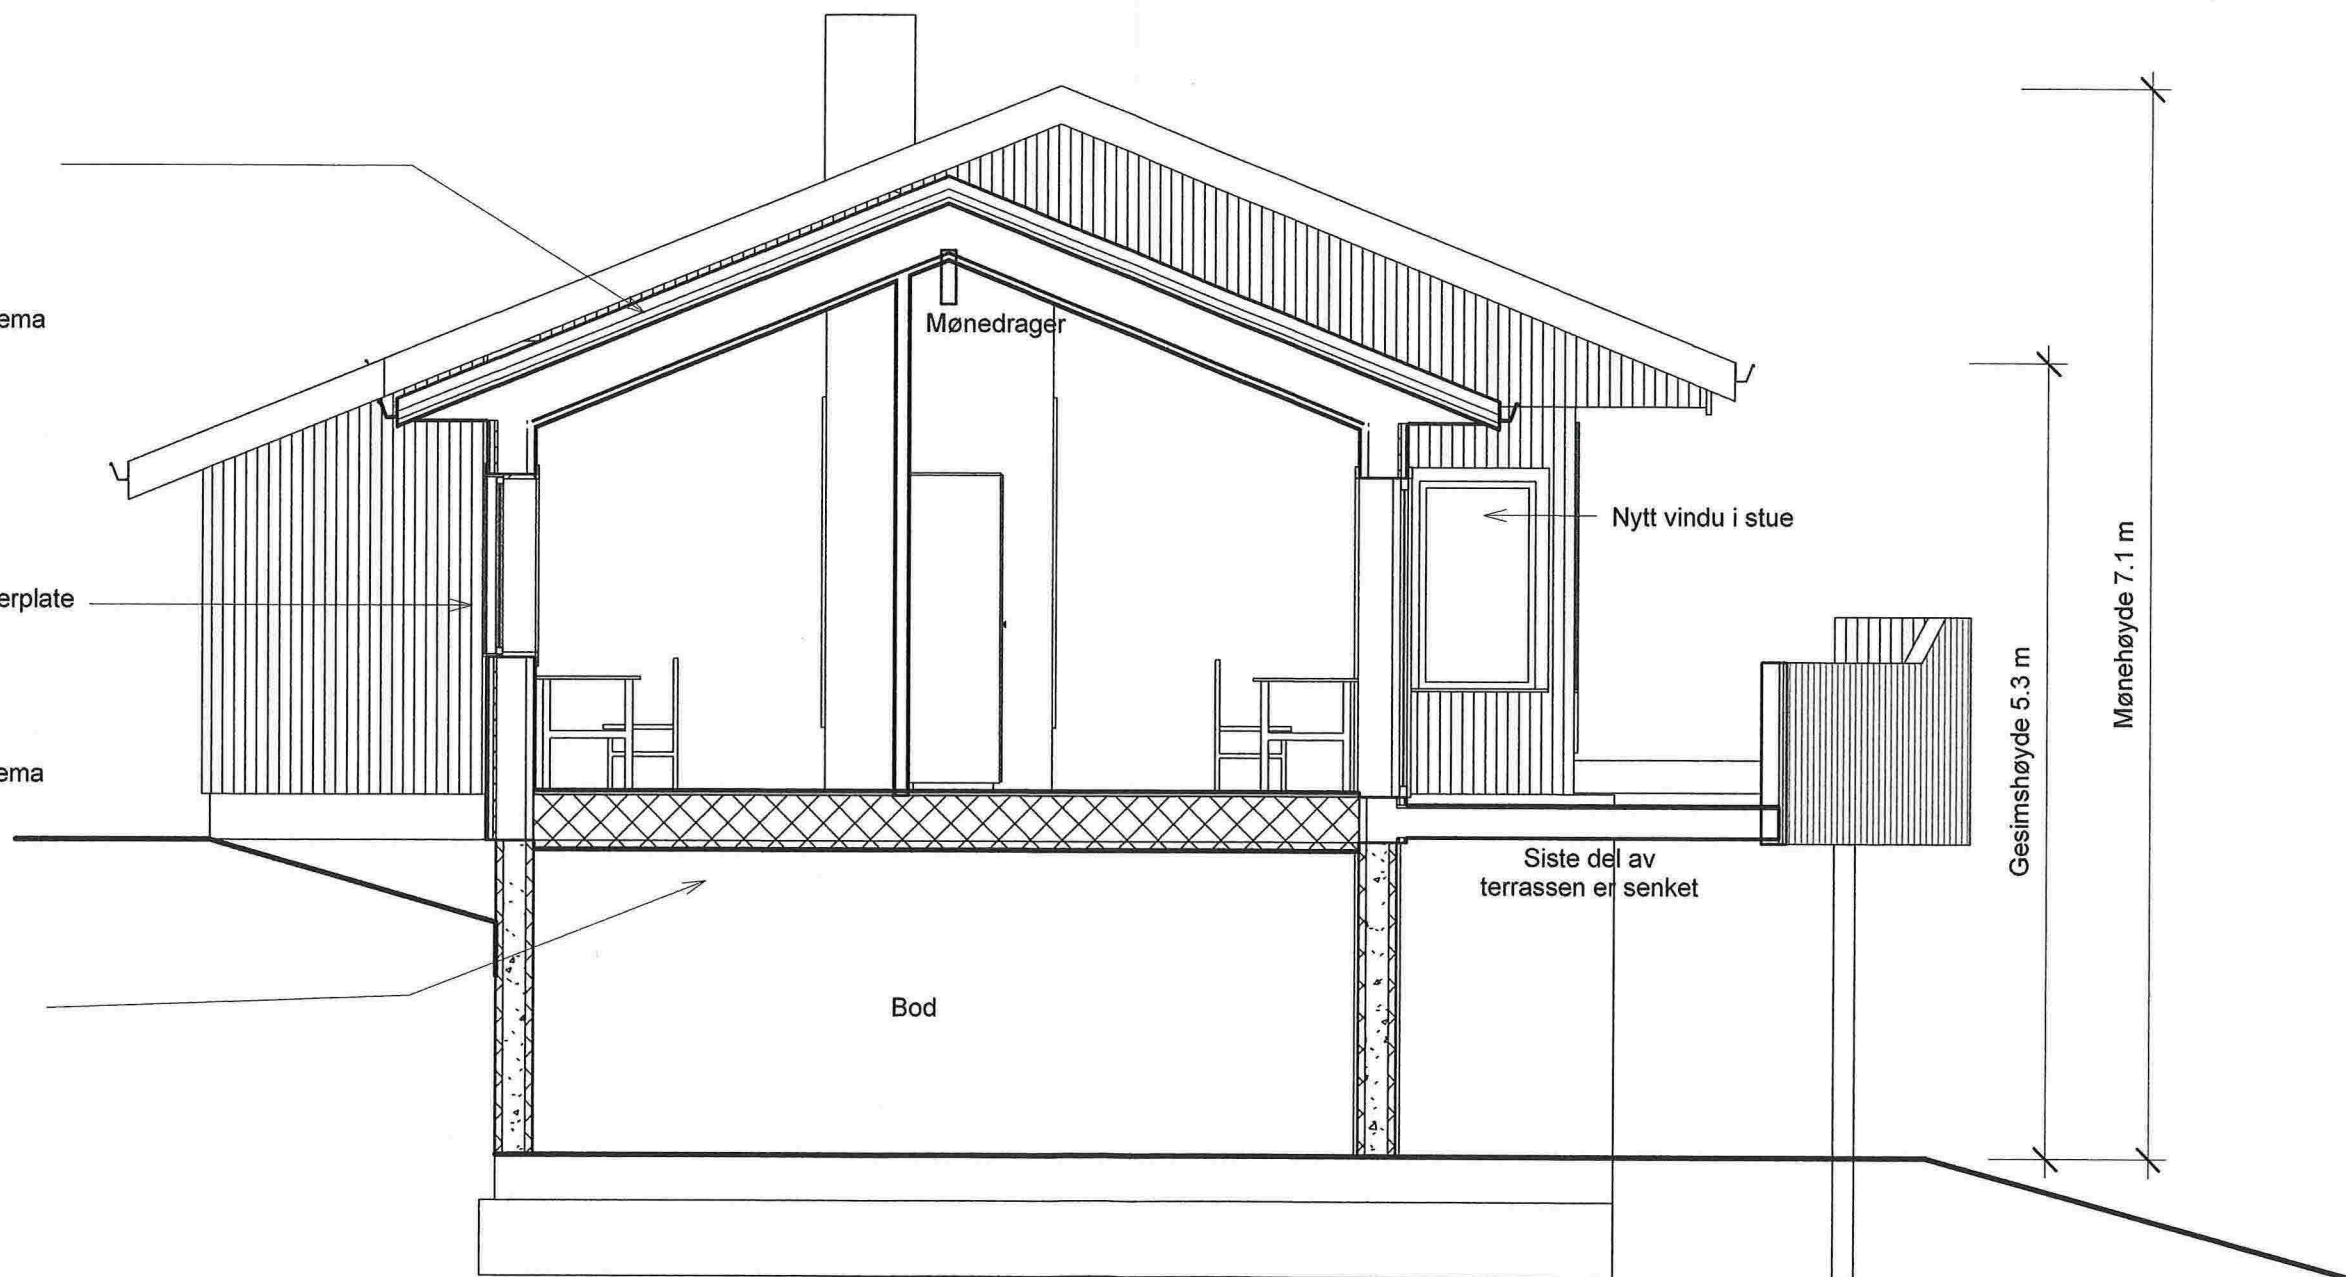 ema
Mønedrager
Nytt vindu i stue
erplate
Mønehøyde 7.1 m
Gesimshøyde 5.3 m
ema
Siste del av
terrassen er senket
Bod